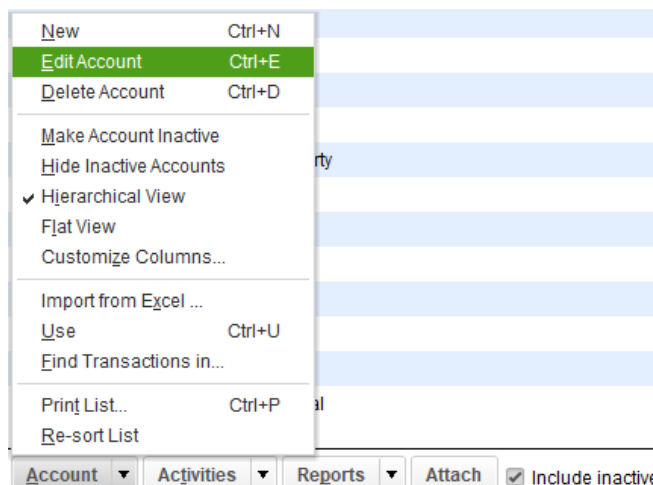 New Ctrl+N
Edit Account Ctrl+E
Delete Account Ctrl+D
Make Account Inactive
Hide Inactive Accounts
rty
Hierarchical View
Flat View
Customize Columns...
Import from Excel ...
Use Ctrl+U
Find Transactions in...
Print List... Ctrl+P
al
Re-sort List
Account Activities Reports Attach Include inactive